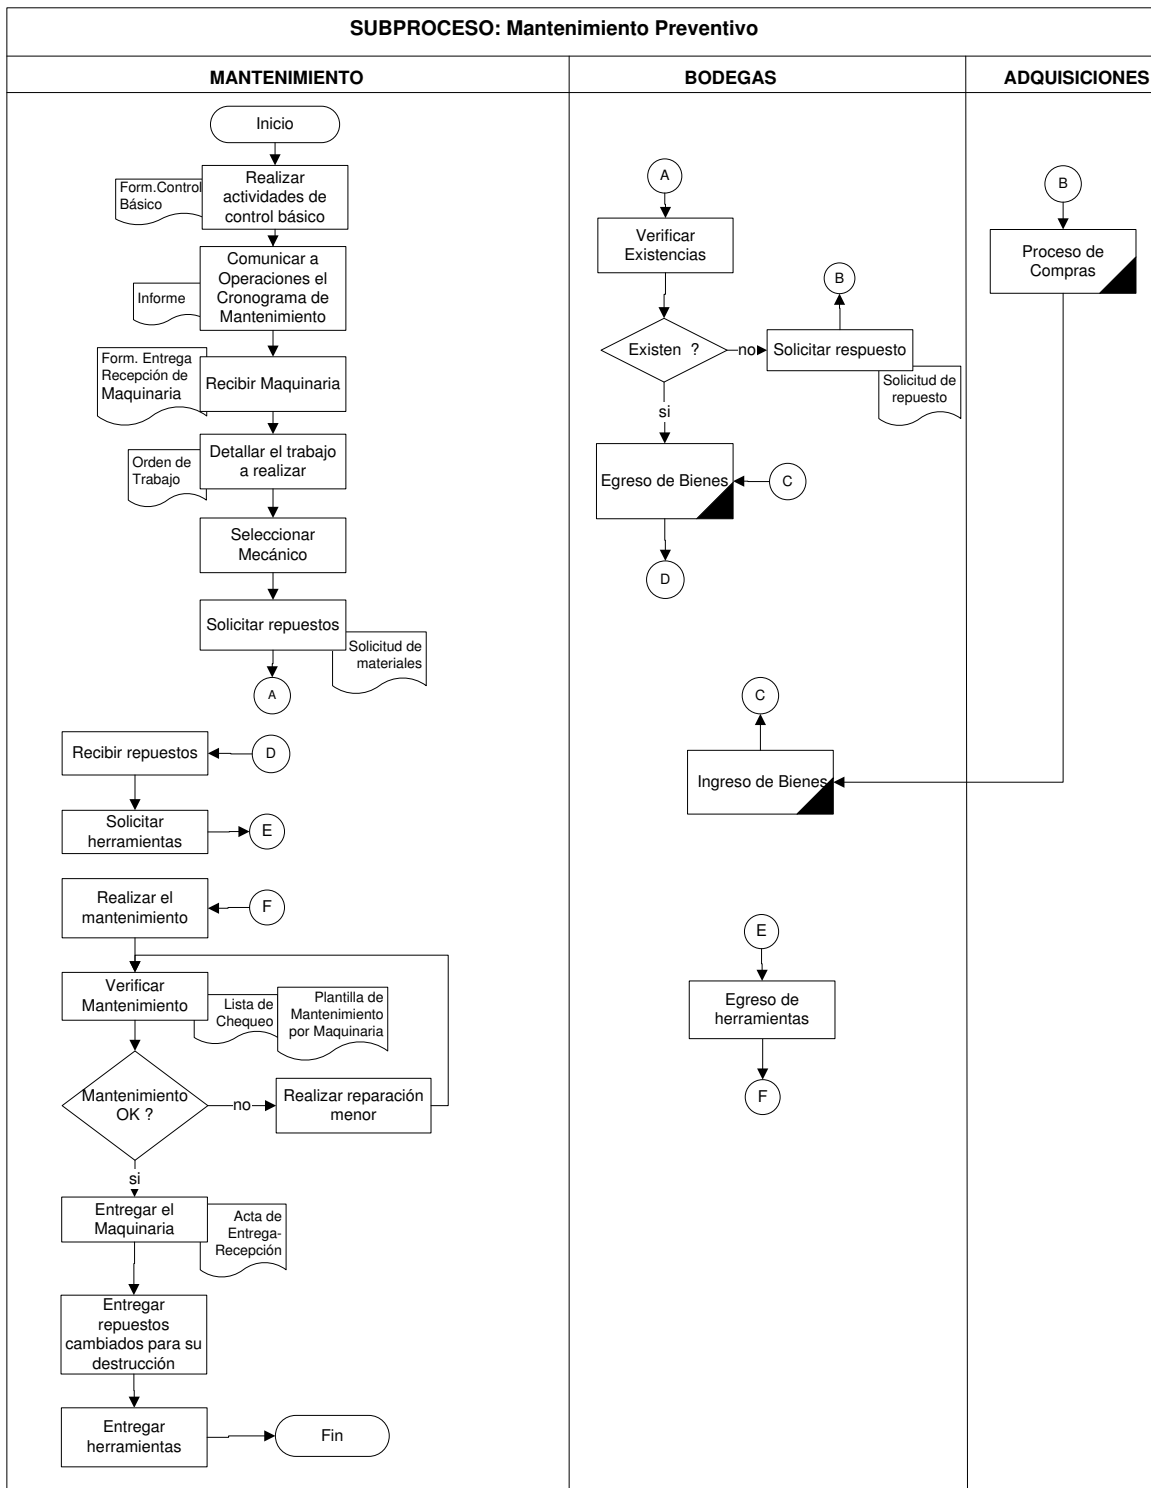 SUBPROCESO: Mantenimiento Preventivo
MANTENIMIENTO
BODEGAS
ADQUISICIONES
Inicio
Form.Control
Básico
Realizar
actividades de
control básico
Informe
Comunicar a
Operaciones el
Cronograma de
Mantenimiento
Form. Entrega
Recepción de
Maquinaria
Recibir Maquinaria
Orden de
Trabajo
Detallar el trabajo
a realizar
Seleccionar
Mecánico
Solicitar repuestos
Solicitud de
materiales
A
Recibir repuestos
D
Solicitar
herramientas
E
Realizar el
mantenimiento
F
Verificar
Mantenimiento
Lista de
Chequeo
Plantilla de
Mantenimiento
por Maquinaria
Mantenimiento
OK ?
no
Realizar reparación
menor
si
Entregar el
Maquinaria
Acta de
Entrega-
Recepción
Entregar
repuestos
cambiados para su
destrucción
Entregar
herramientas
Fin
A
Verificar
Existencias
Existen ?
no
Solicitar respuesto
B
Solicitud de
repuesto
si
Egreso de Bienes
C
D
C
Ingreso de Bienes
E
Egreso de
herramientas
F
B
Proceso de
Compras